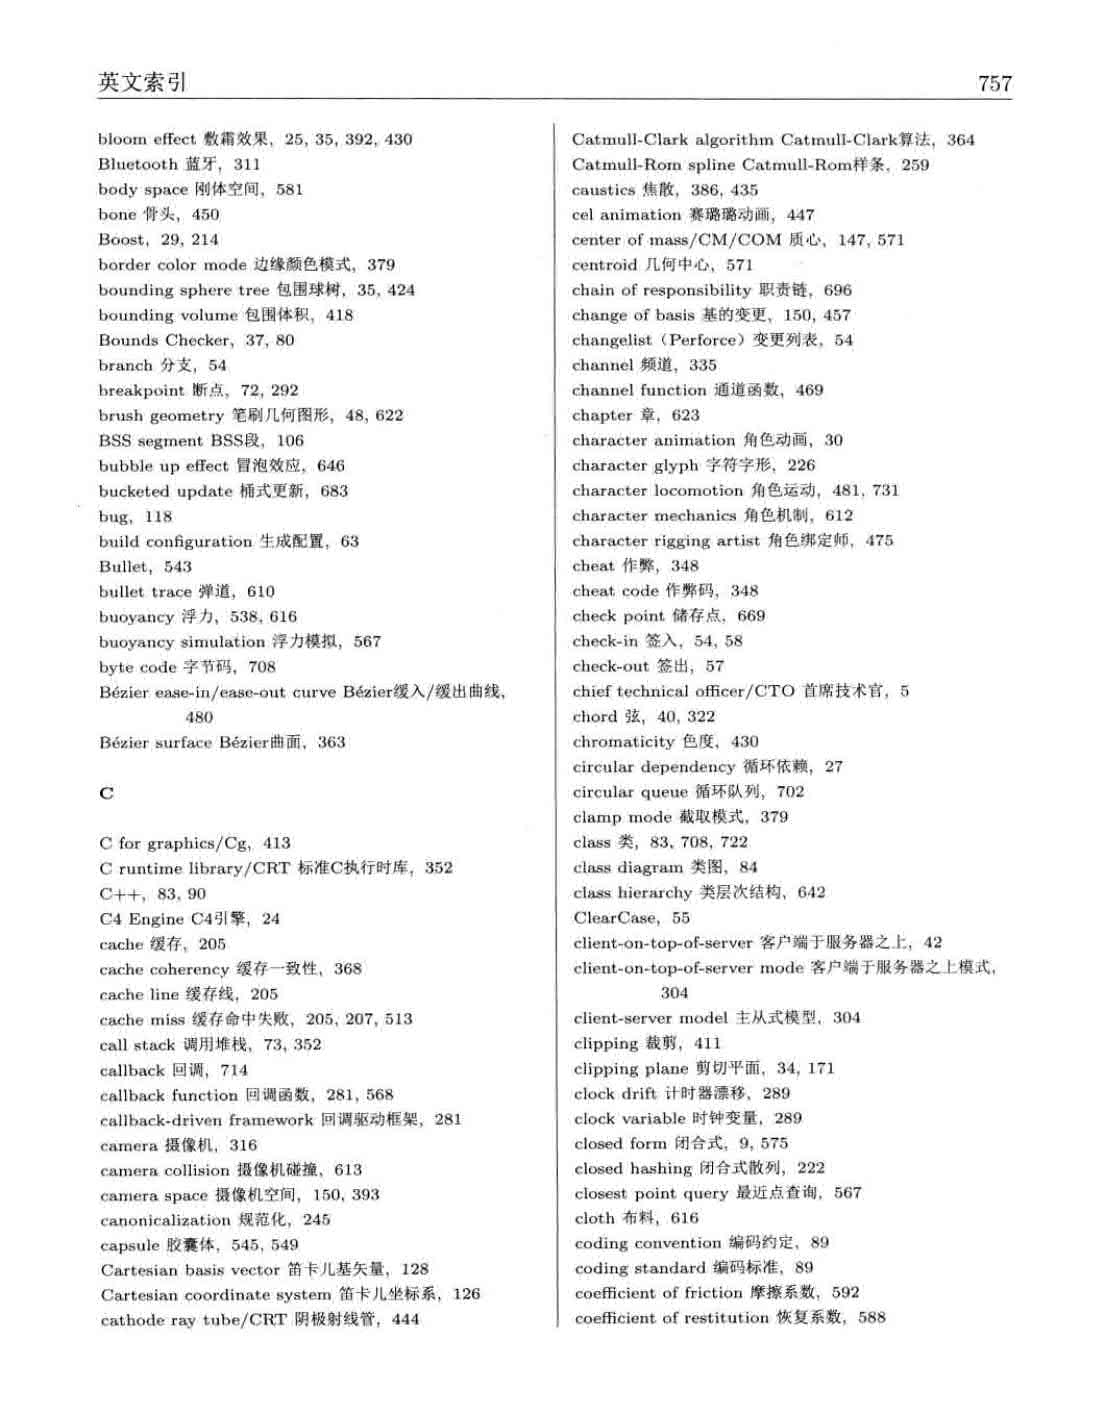 英文索引
757
bloom effect 敷霜效果, 25, 35, 392, 430
Bluetooth 蓝牙, 311
body space 刚体空间, 581
bone 骨头, 450
Boost, 29, 214
border color mode 边缘颜色模式, 379
bounding sphere tree 包围球树, 35, 424
bounding volume 包围体积, 418
Bounds Checker, 37, 80
branch 分支, 54
breakpoint 断点, 72, 292
brush geometry 笔刷几何图形, 48, 622
BSS segment BSS段, 106
bubble up effect 冒泡效应, 646
bucketed update 桶式更新, 683
bug, 118
build configuration 生成配置, 63
Bullet, 543
bullet trace 弹道, 610
buoyancy 浮力, 538, 616
buoyancy simulation 浮力模拟, 567
byte code 字节码, 708
Bézier ease-in/ease-out curve Bézier缓入/缓出曲线,
480
Bézier surface Bézier曲面, 363
C
C for graphics/Cg, 413
C runtime library/CRT 标准C执行时库, 352
C++, 83, 90
C4 Engine C4引擎, 24
cache 缓存, 205
cache coherency 缓存一致性, 368
cache line 缓存线, 205
cache miss 缓存命中失败, 205, 207, 513
call stack 调用堆栈, 73, 352
callback 回调, 714
callback function 回调函数, 281, 568
callback-driven framework 回调驱动框架, 281
camera 摄像机, 316
camera collision 摄像机碰撞, 613
camera space 摄像机空间, 150, 393
canonicalization 规范化, 245
capsule 胶囊体, 545, 549
Cartesian basis vector 笛卡儿基矢量, 128
Cartesian coordinate system 笛卡儿坐标系, 126
cathode ray tube/CRT 阴极射线管, 444
Catmull-Clark algorithm Catmull-Clark算法, 364
Catmull-Rom spline Catmull-Rom样条, 259
caustics 焦散, 386, 435
cel animation 赛璐璐动画, 447
center of mass/CM/COM 质心, 147, 571
centroid 几何中心, 571
chain of responsibility 职责链, 696
change of basis 基的变更, 150, 457
changelist（Perforce）变更列表, 54
channel 频道, 335
channel function 通道函数, 469
chapter 章, 623
character animation 角色动画, 30
character glyph 字符字形, 226
character locomotion 角色运动, 481, 731
character mechanics 角色机制, 612
character rigging artist 角色绑定师, 475
cheat 作弊, 348
cheat code 作弊码, 348
check point 储存点, 669
check-in 签入, 54, 58
check-out 签出, 57
chief technical officer/CTO 首席技术官, 5
chord 弦, 40, 322
chromaticity 色度, 430
circular dependency 循环依赖, 27
circular queue 循环队列, 702
clamp mode 截取模式, 379
class 类, 83, 708, 722
class diagram 类图, 84
class hierarchy 类层次结构, 642
ClearCase, 55
client-on-top-of-server 客户端于服务器之上, 42
client-on-top-of-server mode 客户端于服务器之上模式,
304
client-server model 主从式模型, 304
clipping 裁剪, 411
clipping plane 剪切平面, 34, 171
clock drift 计时器漂移, 289
clock variable 时钟变量, 289
closed form 闭合式, 9, 575
closed hashing 闭合式散列, 222
closest point query 最近点查询, 567
cloth 布料, 616
coding convention 编码约定, 89
coding standard 编码标准, 89
coefficient of friction 摩擦系数, 592
coefficient of restitution 恢复系数, 588